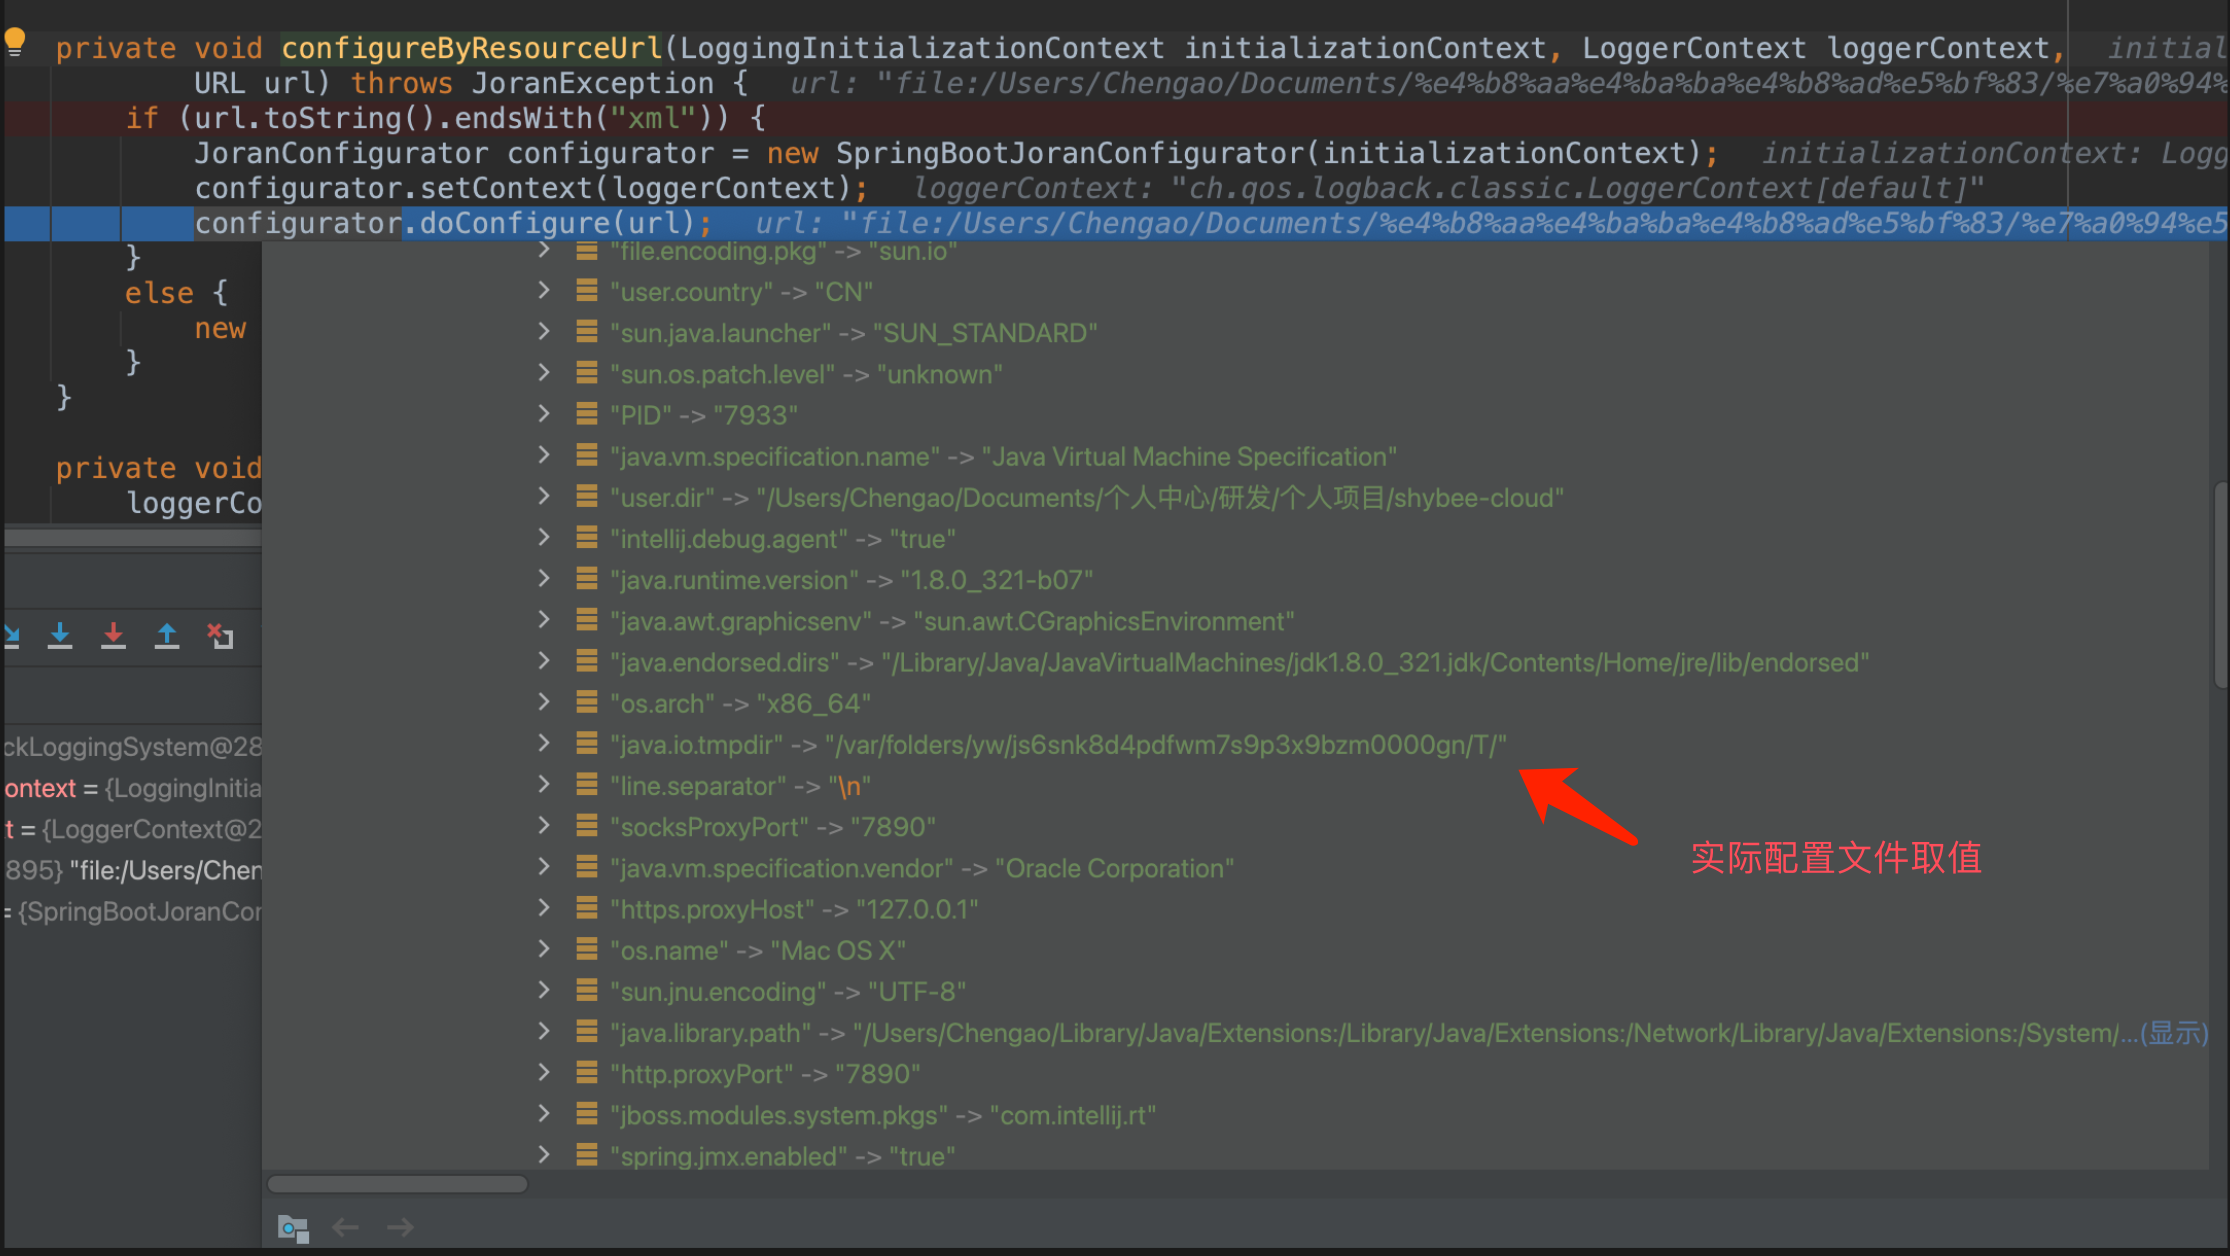 private void configureByResourceUrl(LoggingInitializationContext initializationContext, LoggerContext loggerContext,  initial
URL url) throws JoranException {  url: "file:/Users/Chengao/Documents/%e4%b8%aa%e4%ba%ba%e4%b8%ad%e5%bf%83/%e7%a0%94%
if (url.toString().endsWith("xml")) {
JoranConfigurator configurator = new SpringBootJoranConfigurator(initializationContext);  initializationContext: Logg
configurator.setContext(loggerContext);  loggerContext: "ch.qos.logback.classic.LoggerContext[default]"
configurator.doConfigure(url);  url: "file:/Users/Chengao/Documents/%e4%b8%aa%e4%ba%ba%e4%b8%ad%e5%bf%83/%e7%a0%94%e5
}
else {
new
}
}
private void
loggerCo
"file.encoding.pkg" -> "sun.io"
"user.country" -> "CN"
"sun.java.launcher" -> "SUN_STANDARD"
"sun.os.patch.level" -> "unknown"
"PID" -> "7933"
"java.vm.specification.name" -> "Java Virtual Machine Specification"
"user.dir" -> "/Users/Chengao/Documents/个人中心/研发/个人项目/shybee-cloud"
"intellij.debug.agent" -> "true"
"java.runtime.version" -> "1.8.0_321-b07"
"java.awt.graphicsenv" -> "sun.awt.CGraphicsEnvironment"
"java.endorsed.dirs" -> "/Library/Java/JavaVirtualMachines/jdk1.8.0_321.jdk/Contents/Home/jre/lib/endorsed"
"os.arch" -> "x86_64"
"java.io.tmpdir" -> "/var/folders/yw/js6snk8d4pdfwm7s9p3x9bzm0000gn/T/"
"line.separator" -> "\n"
"socksProxyPort" -> "7890"
"java.vm.specification.vendor" -> "Oracle Corporation"
"https.proxyHost" -> "127.0.0.1"
"os.name" -> "Mac OS X"
"sun.jnu.encoding" -> "UTF-8"
"java.library.path" -> "/Users/Chengao/Library/Java/Extensions:/Library/Java/Extensions:/Network/Library/Java/Extensions:/System/...(显示)
"http.proxyPort" -> "7890"
"jboss.modules.system.pkgs" -> "com.intellij.rt"
"spring.jmx.enabled" -> "true"
实际配置文件取值
ckLoggingSystem@28
ontext = {LoggingInitia
t = {LoggerContext@2
895} "file:/Users/Chen
= {SpringBootJoranCor